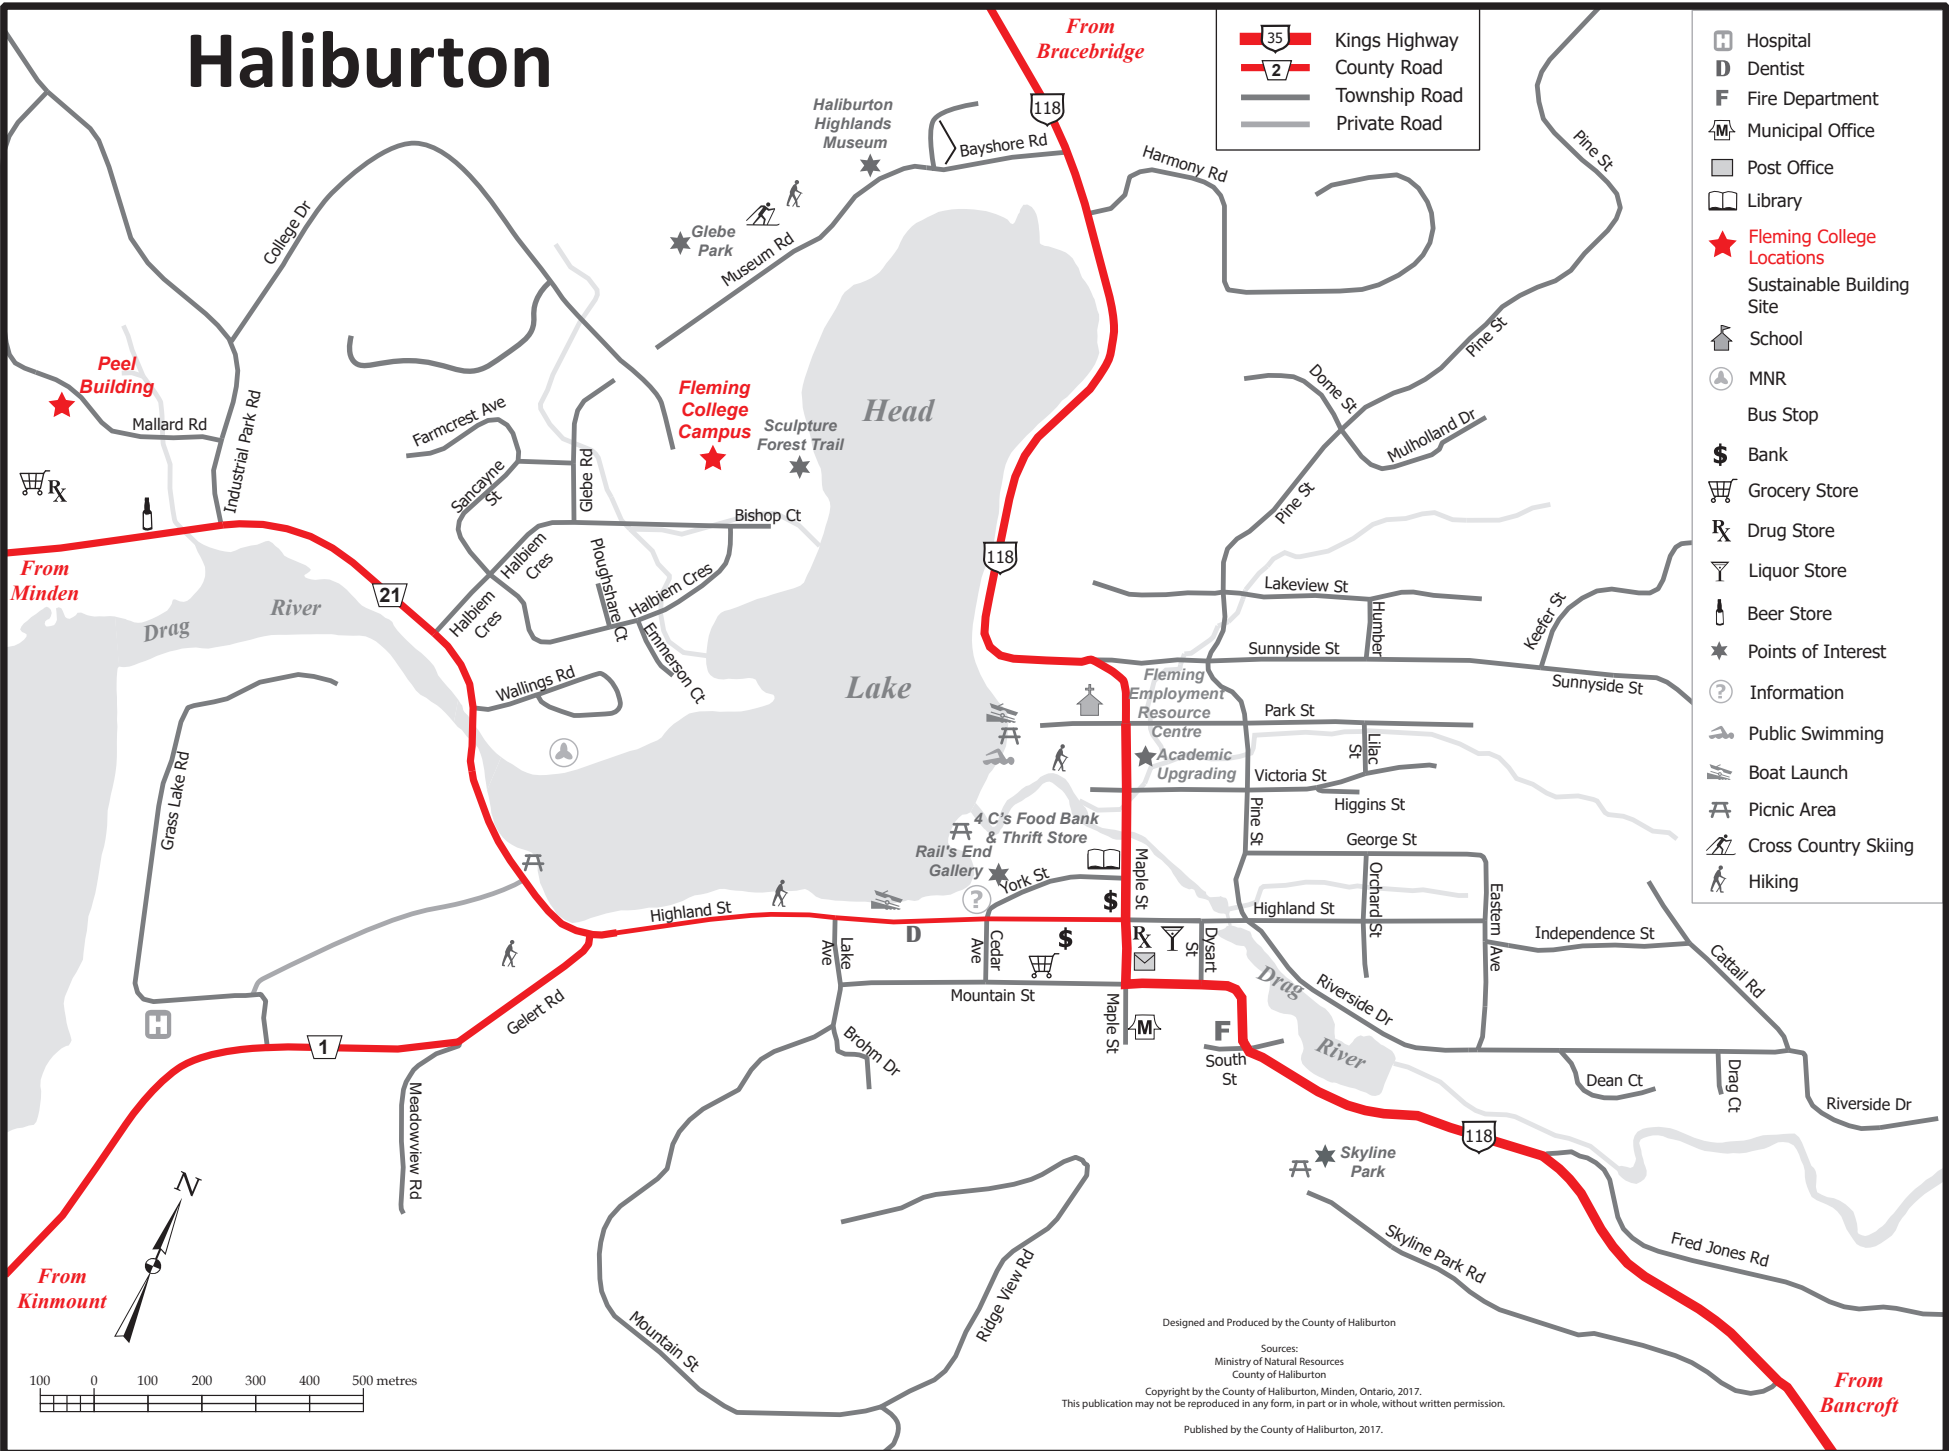 Haliburton
From
Bracebridge
118
35
Kings Highway
2
County Road
Township Road
Private Road
H
Hospital
D
Dentist
F
Fire Department
M
Municipal Office
Post Office
Library
Fleming College
Locations
Sustainable Building
Site
School
MNR
Bus Stop
$
Bank
Grocery Store
Rx
Drug Store
Liquor Store
Beer Store
Points of Interest
?
Information
Public Swimming
Boat Launch
Picnic Area
Cross Country Skiing
Hiking
Haliburton
Highlands
Museum
Bayshore Rd
Harmony Rd
Pine St
College Dr
Glebe
Park
Museum Rd
Pine St
Peel
Building
Mallard Rd
Industrial Park Rd
Farmcrest Ave
Sancayne
St
Glebe Rd
Fleming
College
Campus
Sculpture
Forest Trail
Head
Dome St
Mulholland Dr
Rx
Pine St
Bishop Ct
Halbiem
Cres
Ploughshare Ct
Halbiem Cres
118
From
Minden
21
River
Drag
Halbiem
Cres
Emmerson Ct
Lakeview St
Humber
Keefer St
Sunnyside St
Sunnyside St
Wallings Rd
Lake
Fleming
Employment
Resource
Centre
Academic
Upgrading
Park St
Lilac
St
Victoria St
Higgins St
Grass Lake Rd
Pine St
4 C's Food Bank
& Thrift Store
Rail's End
Gallery
York St
?
Maple St
$
George St
Orchard St
Eastern
Ave
Highland St
Highland St
Independence St
D
Lake
Ave
Cedar
Ave
$
Rx
Dysart
St
Cattail Rd
Mountain St
Drag
Riverside Dr
Gelert Rd
H
1
Maple St
M
F
South
St
River
Brohm Dr
Dean Ct
Drag Ct
Riverside Dr
Meadowview Rd
118
Skyline
Park
N
Skyline Park Rd
Fred Jones Rd
From
Kinmount
Mountain St
Ridge View Rd
From
Bancroft
100 0 100 200 300 400 500 metres
Designed and Produced by the County of Haliburton
Sources:
Ministry of Natural Resources
County of Haliburton
Copyright by the County of Haliburton, Minden, Ontario, 2017.
This publication may not be reproduced in any form, in part or in whole, without written permission.
Published by the County of Haliburton, 2017.